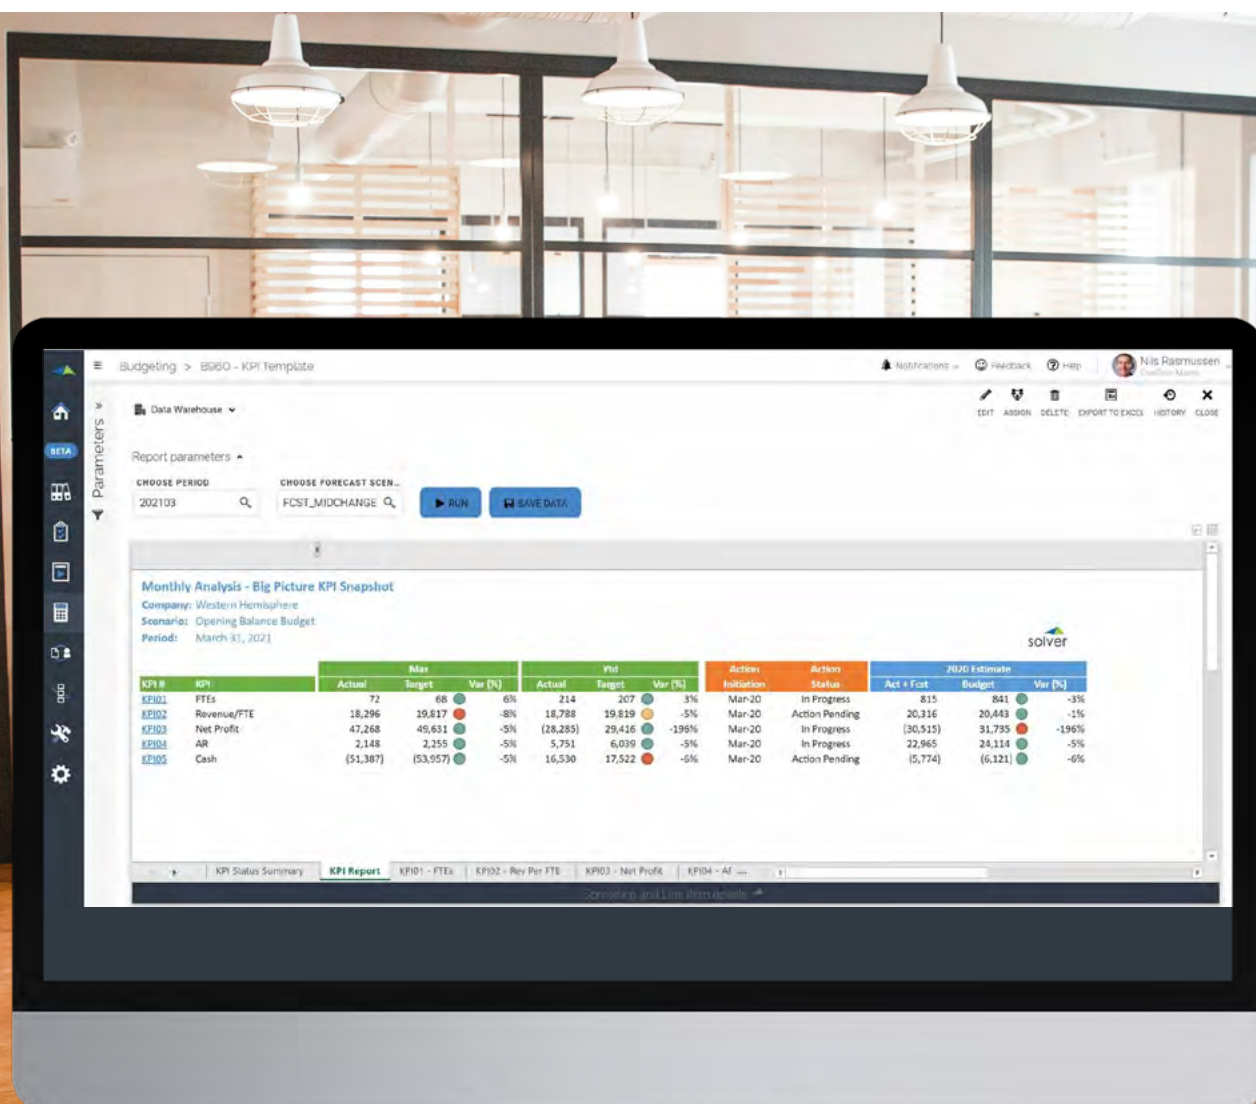 Budgeting > B960 - KPI Template
Notifications
Feedback
Help
Nils Rasmussen
BETA
Parameters
Data Warehouse
EDIT ASSIGN DELETE EXPORT TO EXCEL HISTORY CLOSE
Report parameters
CHOOSE PERIOD CHOOSE FORECAST SCEN...
202103 FCST_MIDCHANGE RUN SAVE DATA
Monthly Analysis - Big Picture KPI Snapshot
Company: Western Hemisphere
Scenario: Opening Balance Budget
Period: March 31, 2021
solver
Mar Ytd Action Action 2020 Estimate
KPI # KPI Actual Target Var (%) Actual Target Var (%) Initiation Status Act + Fcst Budget Var (%)
KPI01 FTEs 72 68 6% 214 207 3% Mar-20 In Progress 815 841 -3%
KPI02 Revenue/FTE 18,296 19,817 -8% 18,788 19,819 -5% Mar-20 Action Pending 20,316 20,443 -1%
KPI03 Net Profit 47,268 49,631 -5% (28,285) 29,416 -196% Mar-20 In Progress (30,515) 31,735 -196%
KPI04 AR 2,148 2,255 -5% 5,751 6,039 -5% Mar-20 In Progress 22,965 24,114 -5%
KPI05 Cash (51,387) (53,957) -5% 16,530 17,522 -6% Mar-20 Action Pending (5,774) (6,121) -6%
KPI Status Summary KPI Report KPI01 - FTEs KPI02 - Rev Per FTE KPI03 - Net Profit KPI04 - AF ...
Spreading and Line item details